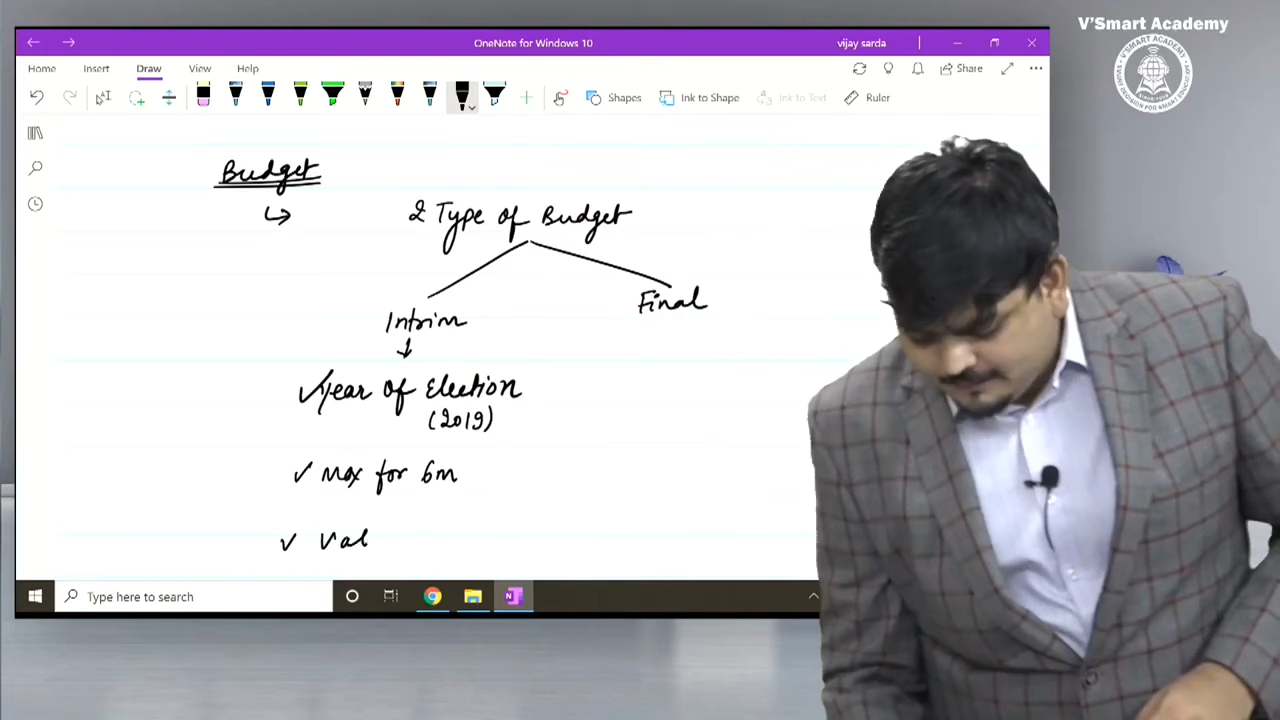 V'Smart Academy
OneNote for Windows 10
vijay sarda
Home Insert Draw View Help
Share
Shapes
Ink to Shape
Ink to Text
Ruler
Budget
2 Type of Budget
Intrim
Final
Year of Election
(2019)
Max for 6m
Val
Type here to search